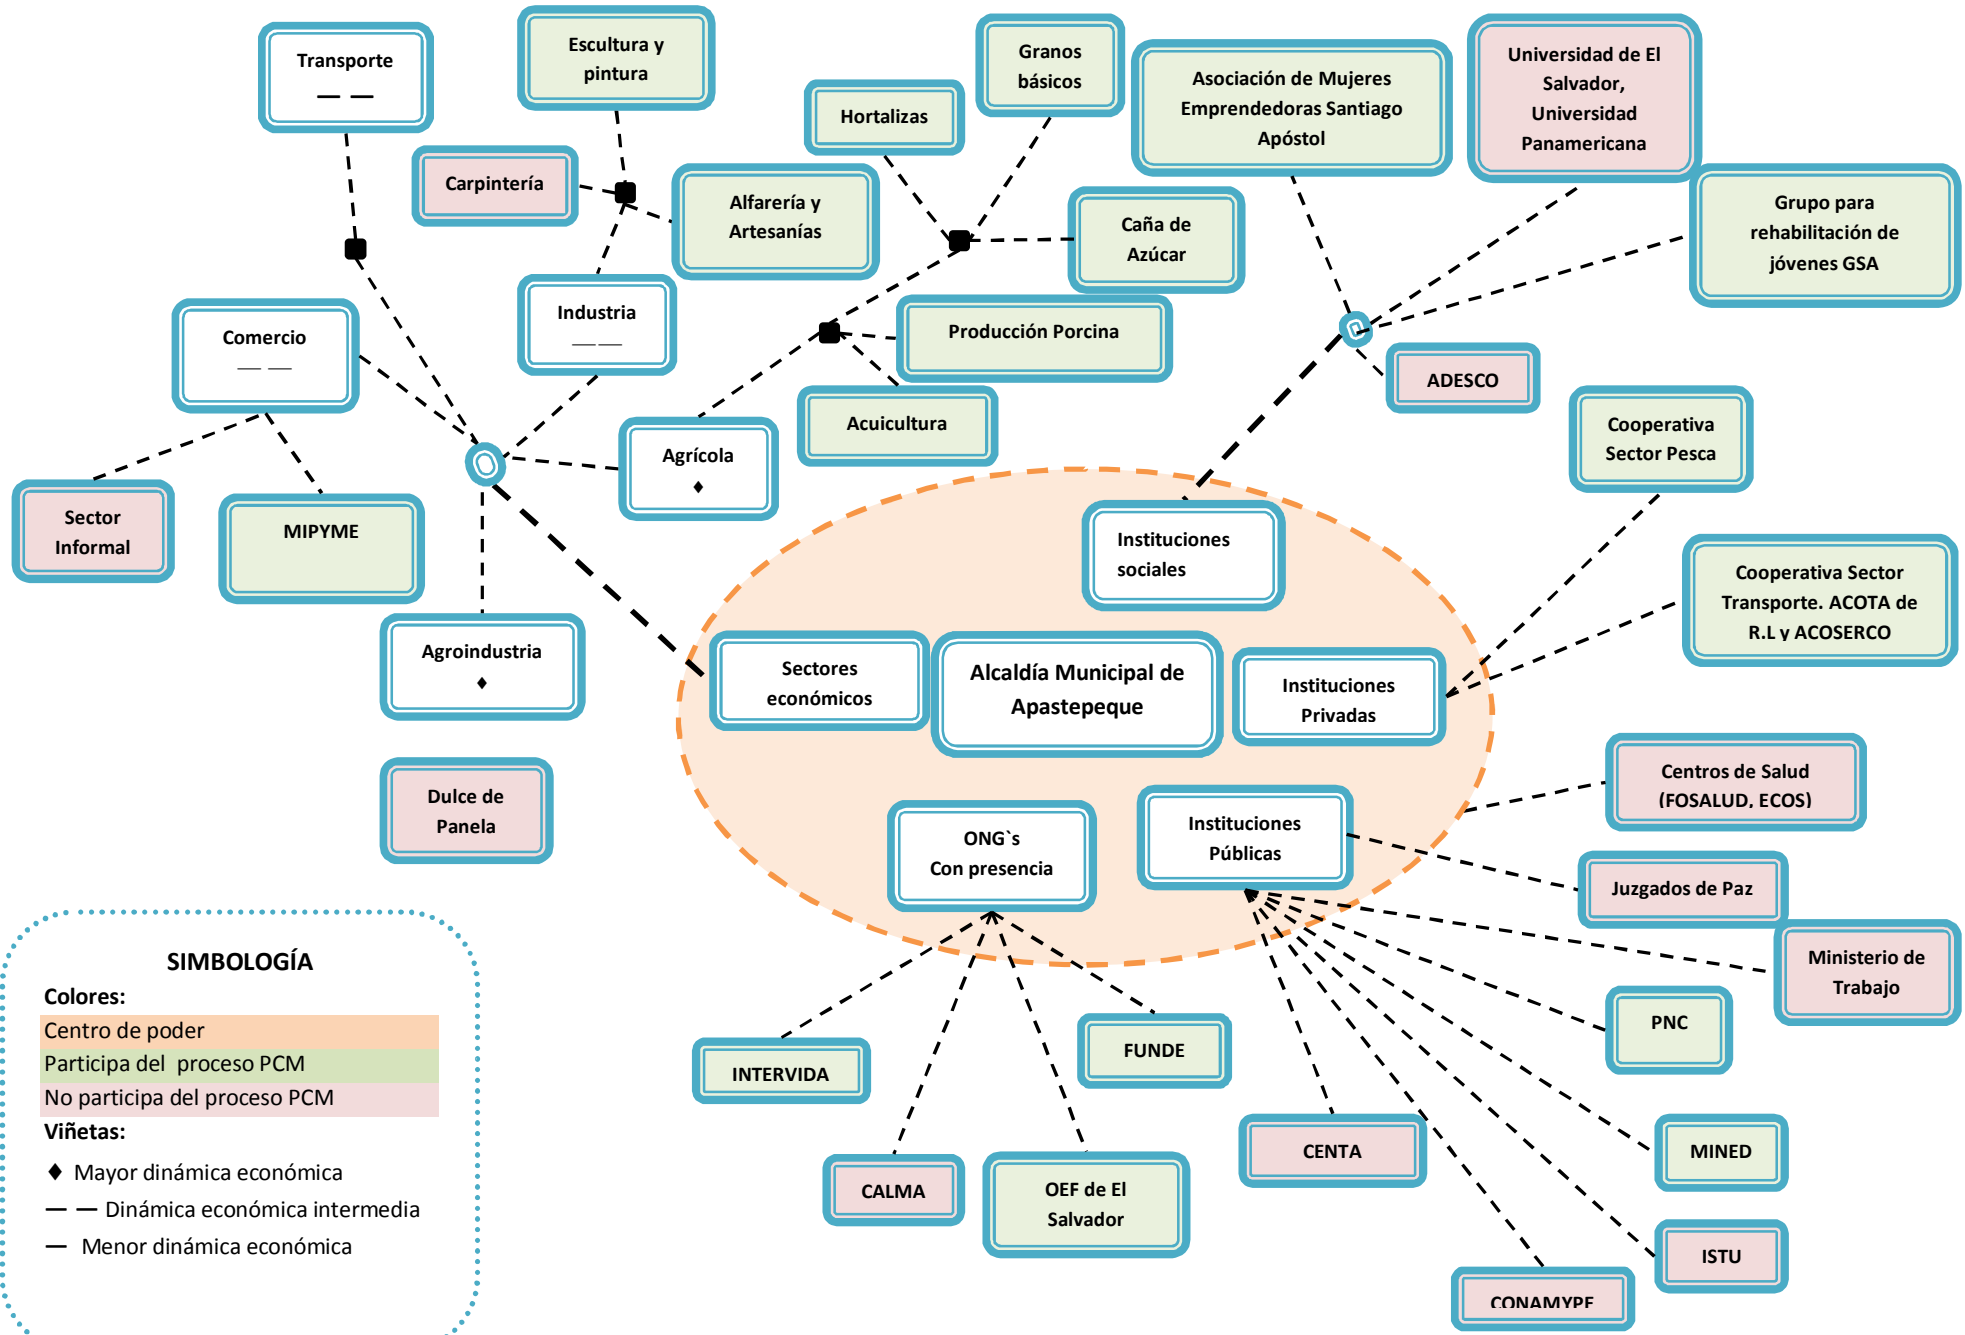 Transporte
— —
Escultura y
pintura
Granos
básicos
Hortalizas
Asociación de Mujeres
Emprendedoras Santiago
Apóstol
Universidad de El
Salvador,
Universidad
Panamericana
Carpintería
Alfarería y
Artesanías
Caña de
Azúcar
Grupo para
rehabilitación de
jóvenes GSA
Comercio
— —
Industria
— —
Producción Porcina
ADESCO
Acuicultura
Agrícola
♦
Cooperativa
Sector Pesca
Sector
Informal
MIPYME
Instituciones
sociales
Cooperativa Sector
Transporte. ACOTA de
R.L y ACOSERCO
Agroindustria
♦
Sectores
económicos
Alcaldía Municipal de
Apastepeque
Instituciones
Privadas
Dulce de
Panela
Centros de Salud
(FOSALUD, ECOS)
ONG`s
Con presencia
Instituciones
Públicas
Juzgados de Paz
Ministerio de
Trabajo
PNC
FUNDE
INTERVIDA
CENTA
MINED
CALMA
OEF de El
Salvador
ISTU
CONAMYPE
SIMBOLOGÍA
Colores:
Centro de poder
Participa del proceso PCM
No participa del proceso PCM
Viñetas:
♦ Mayor dinámica económica
— — Dinámica económica intermedia
— Menor dinámica económica